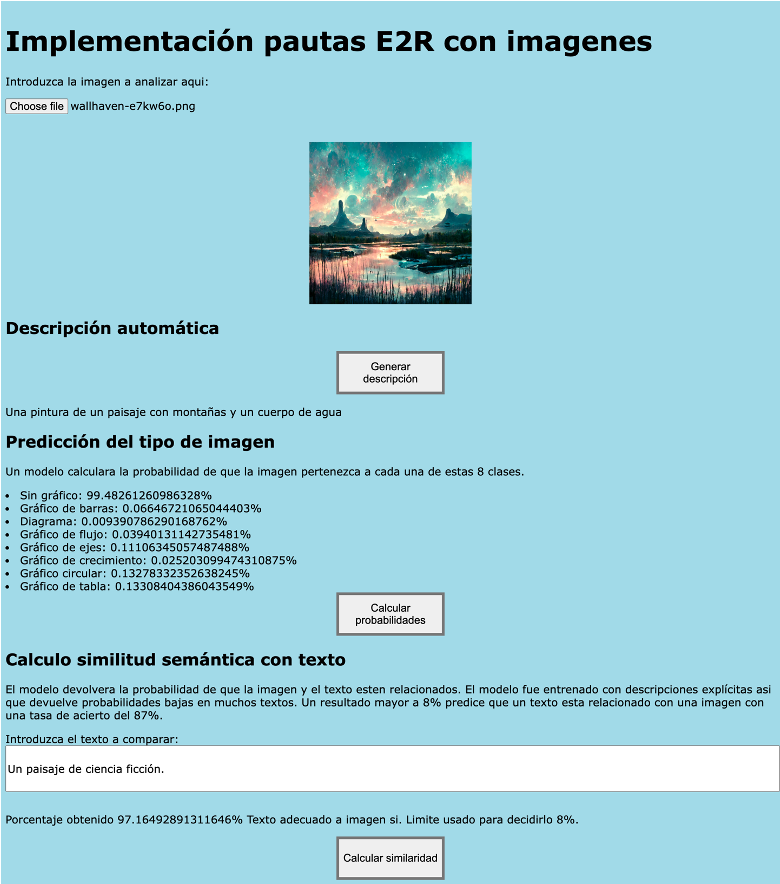 Implementación pautas E2R con imagenes
Introduzca la imagen a analizar aqui:
Choose file wallhaven-e7kw6o.png
Descripción automática
Generar
descripción
Una pintura de un paisaje con montañas y un cuerpo de agua
Predicción del tipo de imagen
Un modelo calculara la probabilidad de que la imagen pertenezca a cada una de estas 8 clases.
• Sin gráfico: 99.48261260986328%
• Gráfico de barras: 0.06646721065044403%
• Diagrama: 0.009390786290168762%
• Gráfico de flujo: 0.03940131142735481%
• Gráfico de ejes: 0.11106345057487488%
• Gráfico de crecimiento: 0.025203099474310875%
• Gráfico circular: 0.13278332352638245%
• Gráfico de tabla: 0.13308404386043549%
Calcular
probabilidades
Calculo similitud semántica con texto
El modelo devolvera la probabilidad de que la imagen y el texto esten relacionados. El modelo fue entrenado con descripciones explícitas asi
que devuelve probabilidades bajas en muchos textos. Un resultado mayor a 8% predice que un texto esta relacionado con una imagen con
una tasa de acierto del 87%.
Introduzca el texto a comparar:
Un paisaje de ciencia ficción.
Porcentaje obtenido 97.16492891311646% Texto adecuado a imagen si. Limite usado para decidirlo 8%.
Calcular similaridad